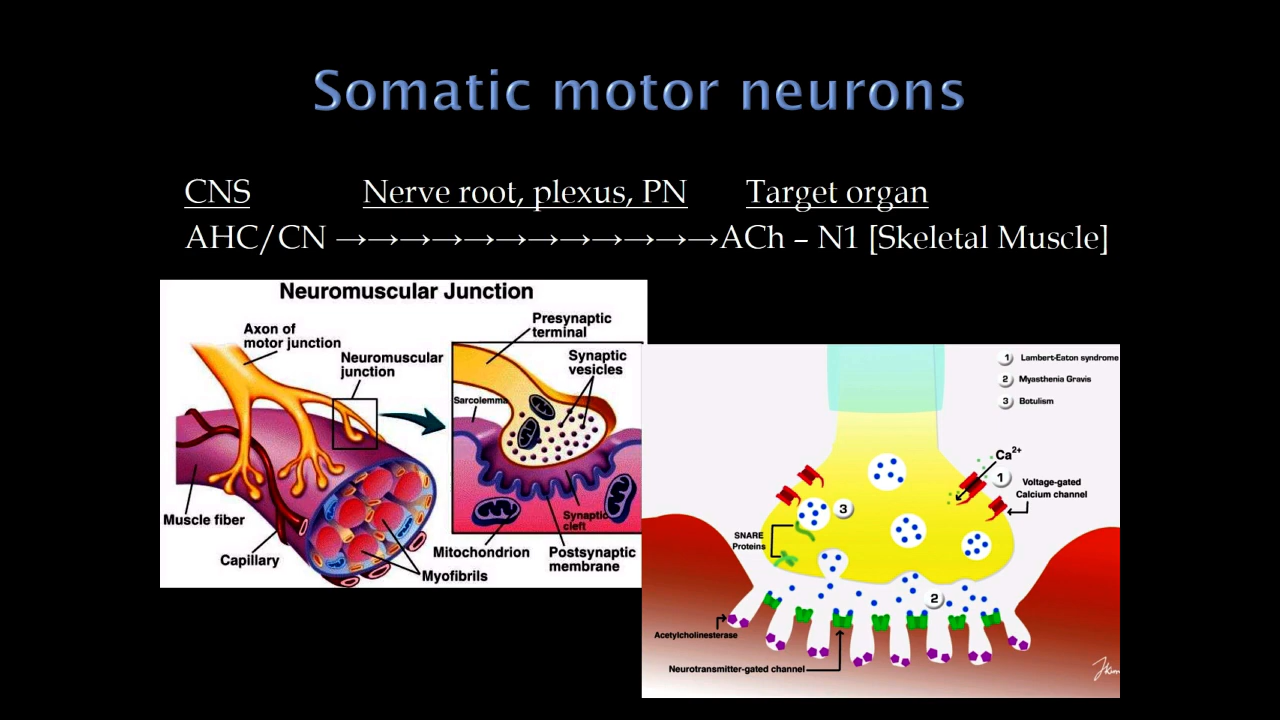 Somatic motor neurons
CNS Nerve root, plexus, PN Target organ
AHC/CN →→→→→→→→→→→→ACh – N1 [Skeletal Muscle]
Neuromuscular Junction
Axon of
motor junction
Neuromuscular
junction
Presynaptic
terminal
Synaptic
vesicles
Sarcolemma
Muscle fiber
Capillary
Myofibrils
Mitochondrion
Synaptic
cleft
Postsynaptic
membrane
1 Lambert-Eaton syndrome
2 Myasthenia Gravis
3 Botulism
Ca2+
1
Voltage-gated
Calcium channel
3
SNARE
Proteins
2
Acetylcholinesterase
Neurotransmitter-gated channel